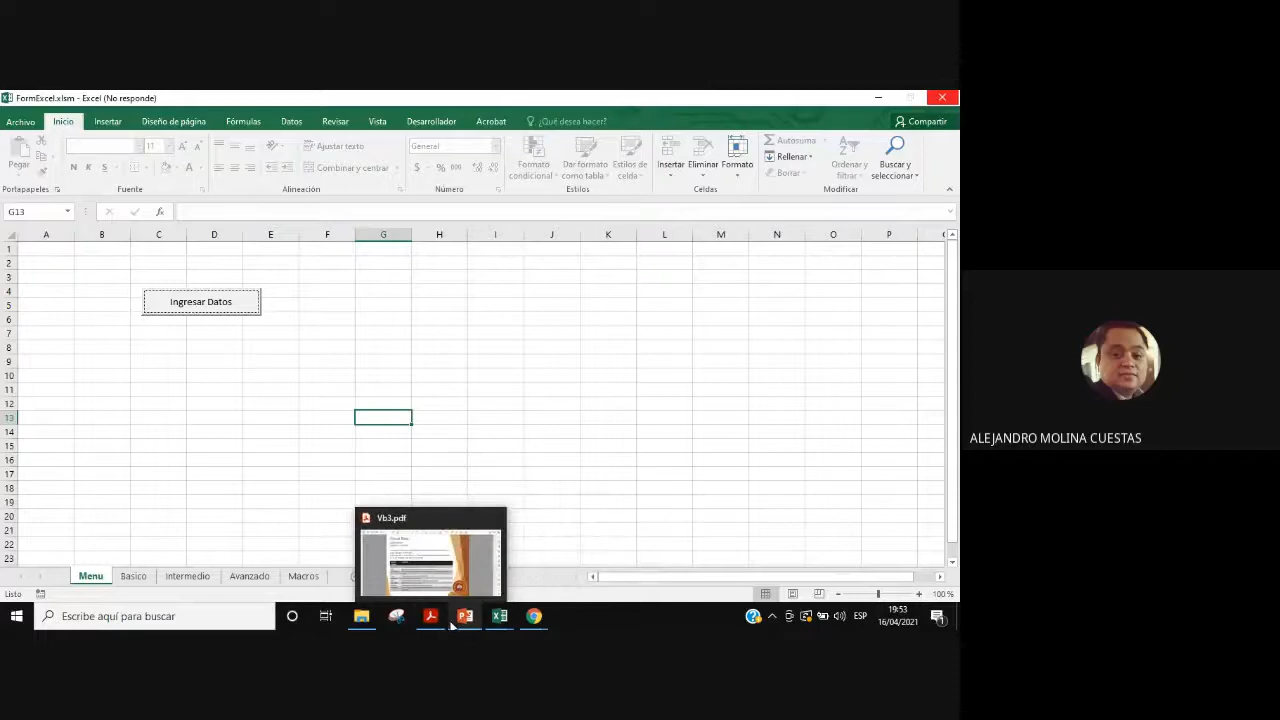 FormExcel.xlsm - Excel (No responde)
Archivo Inicio Insertar Diseño de página Fórmulas Datos Revisar Vista Desarrollador Acrobat ¿Qué desea hacer? Compartir
Pegar
N K S
11
Ajustar texto
Combinar y centrar
General
$ % 000
Formato condicional
Dar formato como tabla
Estilos de celda
Insertar Eliminar Formato
Autosuma
Rellenar
Borrar
Ordenar y filtrar
Buscar y seleccionar
Portapapeles Fuente Alineación Número Estilos Celdas Modificar
G13 fx
A B C D E F G H I J K L M N O P
1
2
3
4
5
6
7
8
9
10
11
12
13
14
15
16
17
18
19
20
21
22
23
Ingresar Datos
Vb3.pdf
Menu Basico Intermedio Avanzado Macros
Listo 100 %
Escribe aquí para buscar
ESP
19:53
16/04/2021
ALEJANDRO MOLINA CUESTAS